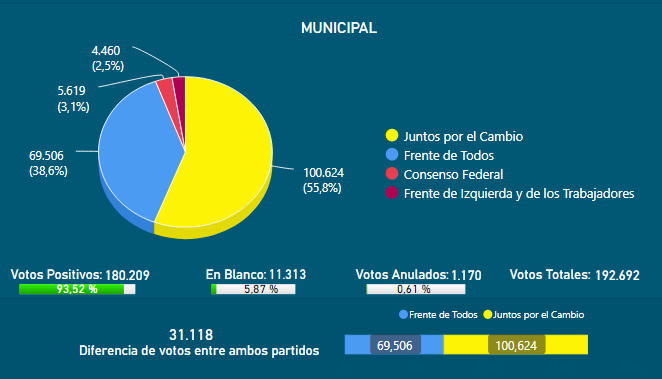 MUNICIPAL
4.460
(2,5%)
5.619
(3,1%)
69.506
(38,6%)
100.624
(55,8%)
Juntos por el Cambio
Frente de Todos
Consenso Federal
Frente de Izquierda y de los Trabajadores
Votos Positivos: 180.209
93,52 %
En Blanco: 11.313
5,87 %
Votos Anulados: 1.170
0,61 %
Votos Totales: 192.692
Frente de Todos Juntos por el Cambio
31.118
Diferencia de votos entre ambos partidos
69,506 100,624